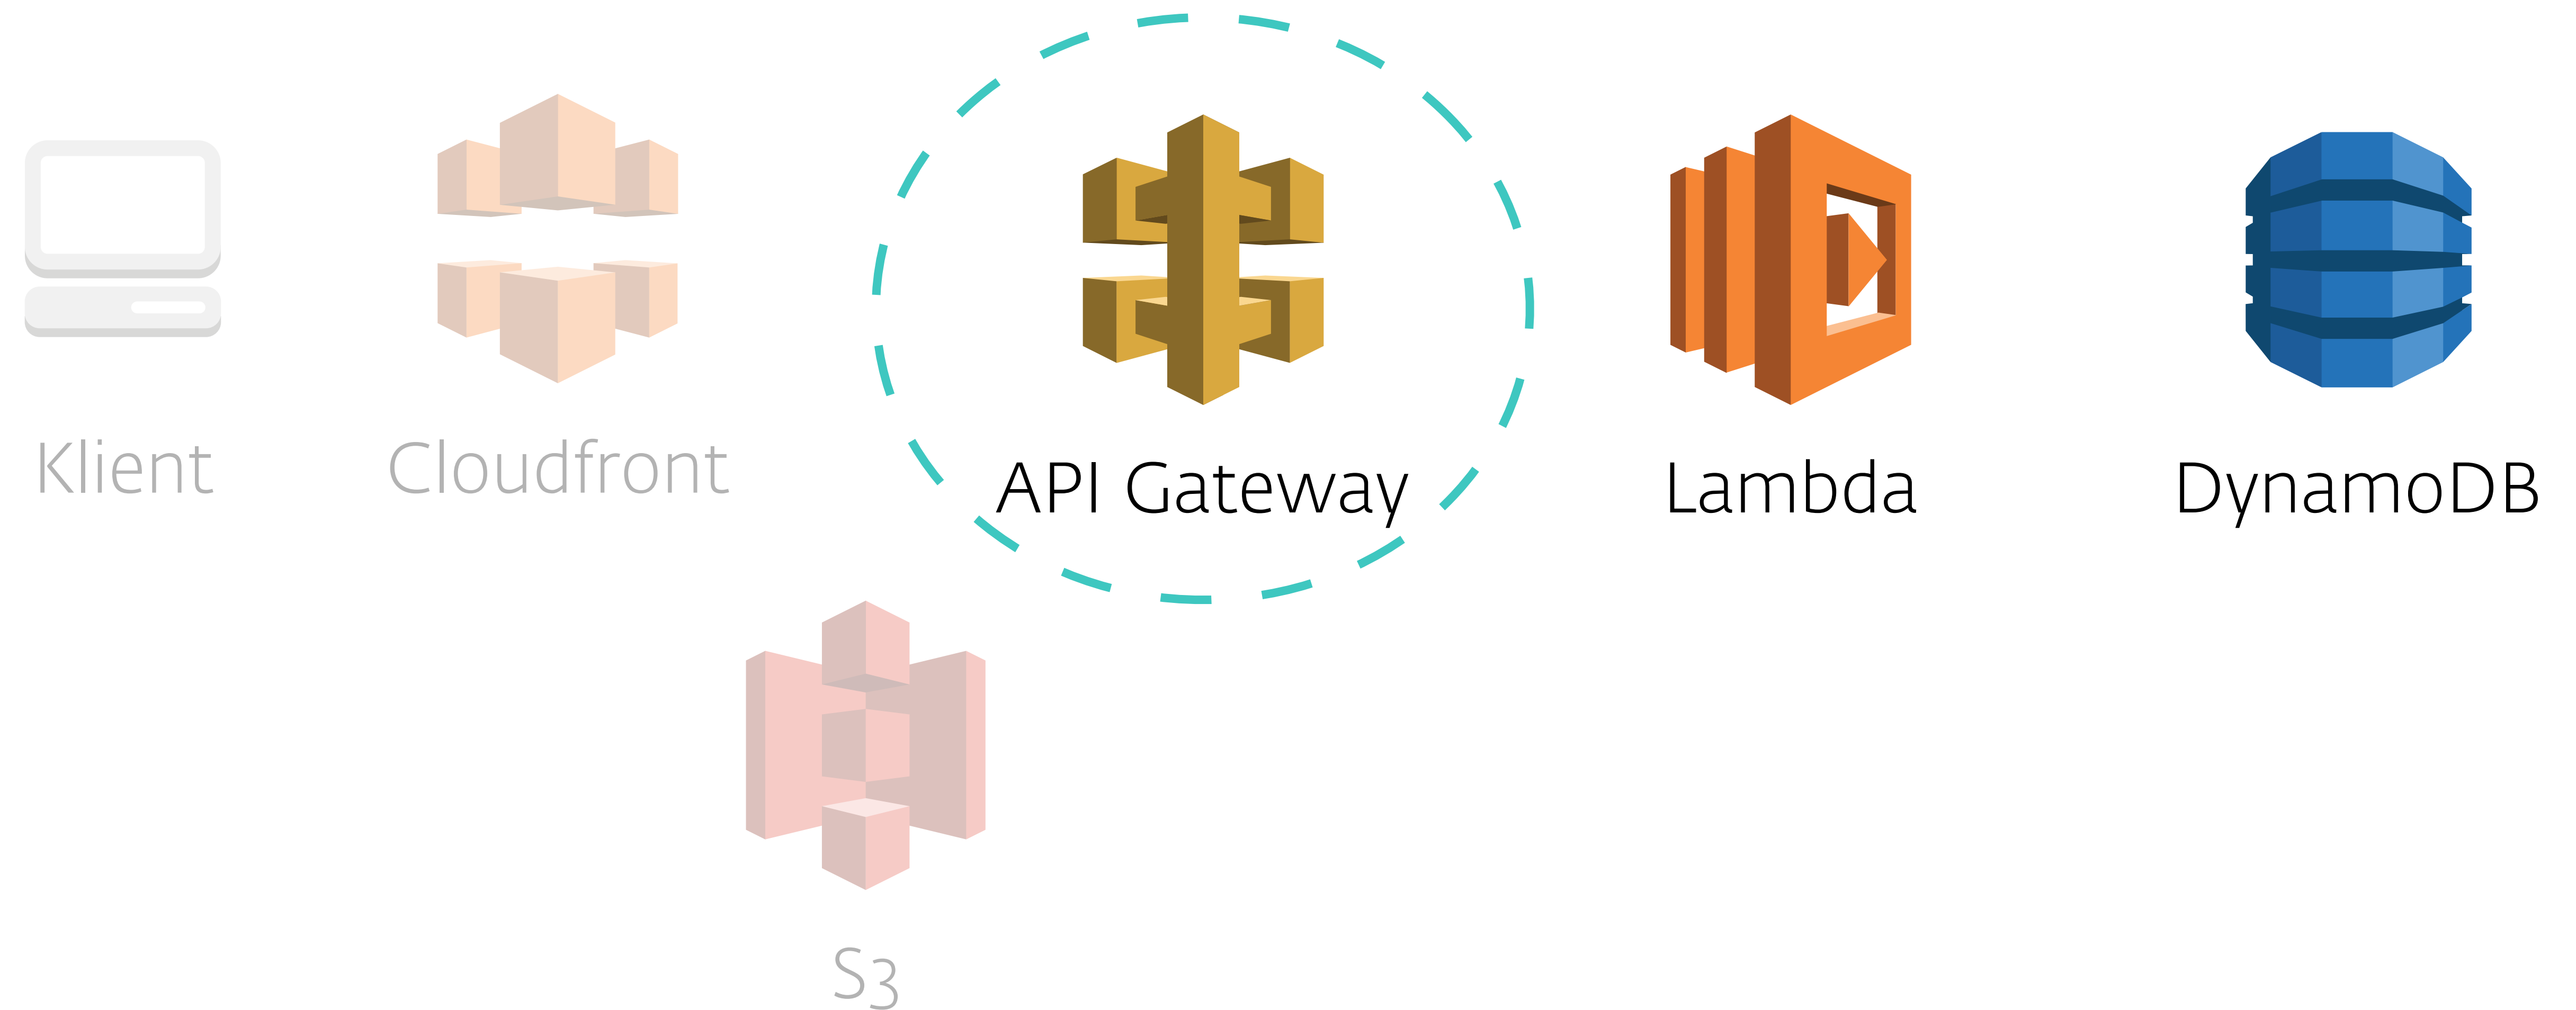 Klient
Cloudfront
API Gateway
Lambda
DynamoDB
S3